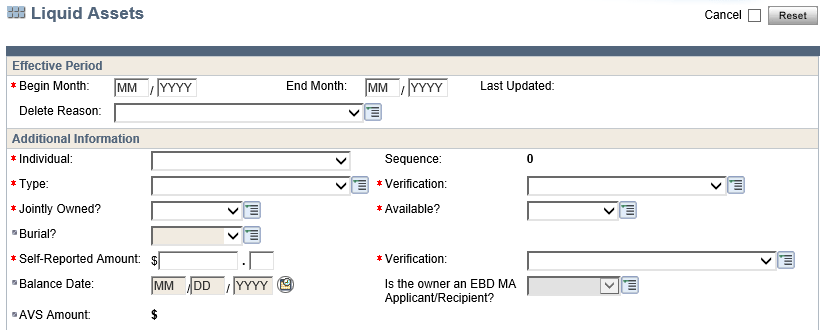 Liquid Assets
Cancel Reset
Effective Period
* Begin Month: MM / YYYY End Month: MM / YYYY Last Updated:
Delete Reason:
Additional Information
* Individual: Sequence: 0
* Type: * Verification:
* Jointly Owned? * Available?
Burial?
* Self-Reported Amount: $ . * Verification:
Balance Date: MM / DD / YYYY Is the owner an EBD MA
Applicant/Recipient?
AVS Amount: $